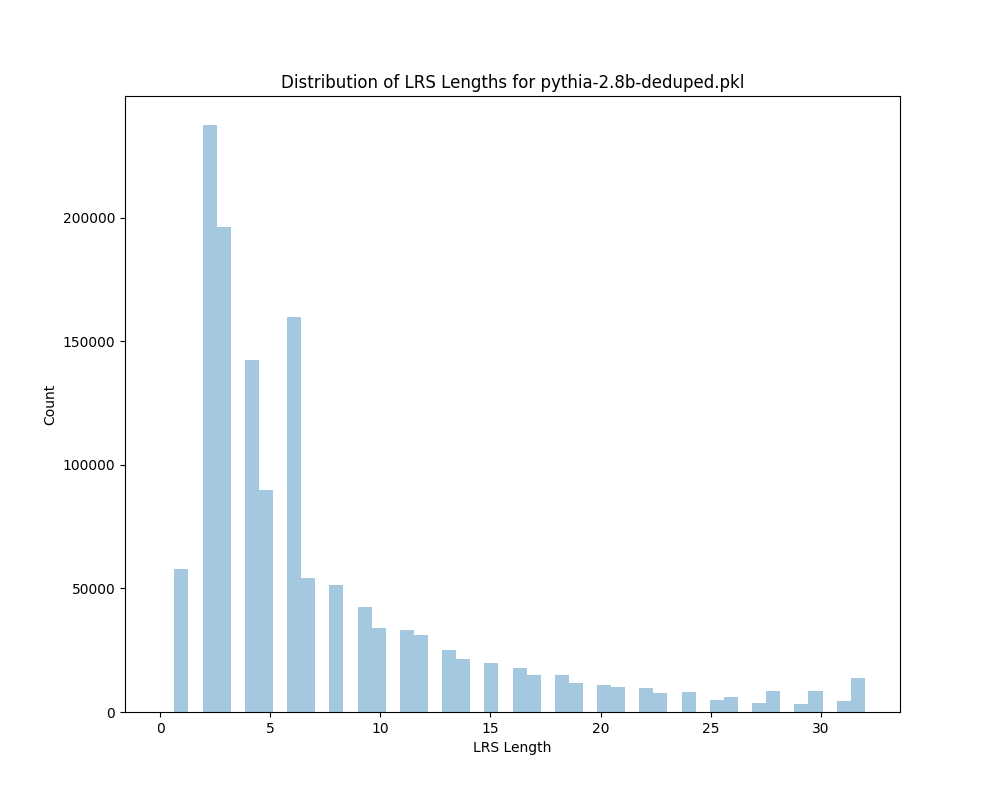 Distribution of LRS Lengths for pythia-2.8b-deduped.pkl
200000
150000
100000
50000
0
Count
0 5 10 15 20 25 30
LRS Length